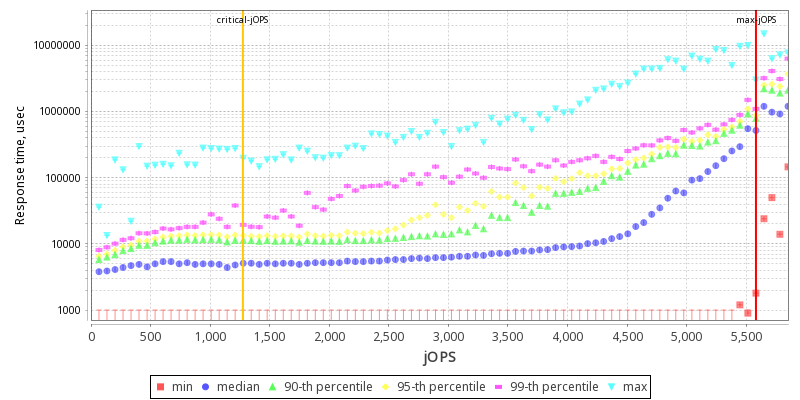 critical-jOPS
max-jOPS
10000000
1000000
100000
10000
1000
Response time, usec
0
500
1,000
1,500
2,000
2,500
3,000
3,500
4,000
4,500
5,000
5,500
jOPS
min
median
90-th percentile
95-th percentile
99-th percentile
max